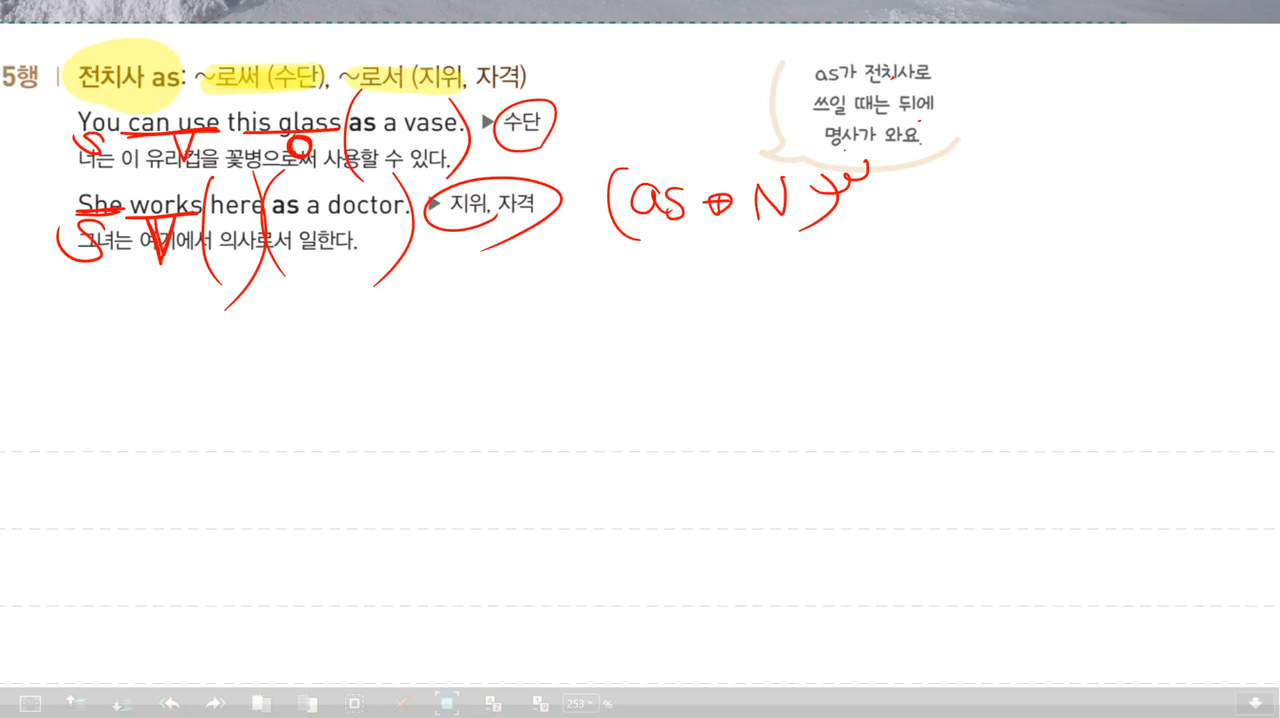 5행 | 전치사 as: ~로써 (수단), ~로서 (지위, 자격)
as가 전치사로
쓰일 때는 뒤에
명사가 와요.
You can use this glass as a vase. ▶ 수단
S V O
너는 이 유리컵을 꽃병으로써 사용할 수 있다.
She works here as a doctor. ▶ 지위, 자격
(as ⊕ N)
S V
그녀는 여기에서 의사로서 일한다.
253 %